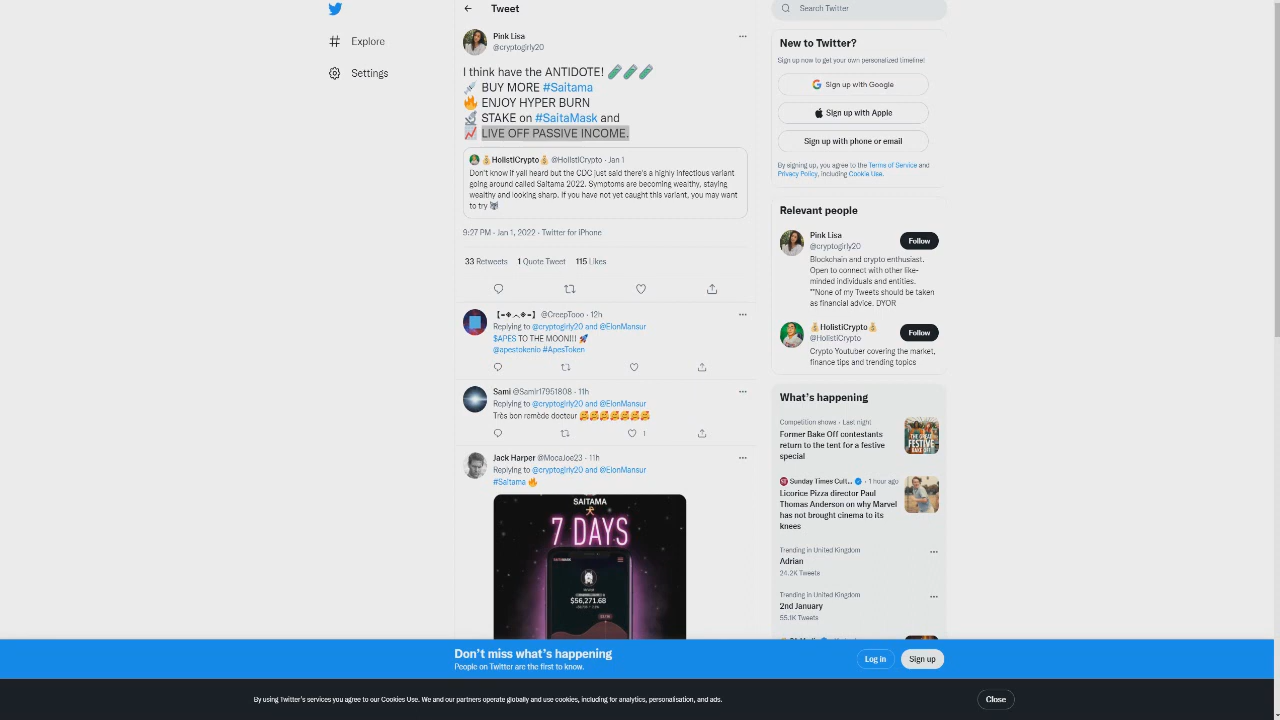 Tweet
Search Twitter
Explore
Settings
Pink Lisa
@cryptogirly20
I think have the ANTIDOTE! 🧪🧪🧪
💉 BUY MORE #Saitama
🔥 ENJOY HYPER BURN
🔬 STAKE on #SaitaMask and
📈 LIVE OFF PASSIVE INCOME.
💰HolistiCrypto💰 @HolistiCrypto · Jan 1
Don't know if yall heard but the CDC just said there's a highly infectious variant
going around called Saitama 2022. Symptoms are becoming wealthy, staying
wealthy and looking sharp. If you have not yet caught this variant, you may want
to try 🐺
9:27 PM · Jan 1, 2022 · Twitter for iPhone
33 Retweets 1 Quote Tweet 115 Likes
@CreepTooo · 12h
Replying to @cryptogirly20 and @ElonMansur
$APES TO THE MOON!!! 🚀
@apestokenio #ApesToken
Sami @Samir17951808 · 11h
Replying to @cryptogirly20 and @ElonMansur
Très bon remède docteur 🥰🥰🥰🥰🥰🥰🥰
1
Jack Harper @MocaJoe23 · 11h
Replying to @cryptogirly20 and @ElonMansur
#Saitama 🔥
SAITAMA
7 DAYS
$56,271.68
New to Twitter?
Sign up now to get your own personalized timeline!
Sign up with Google
Sign up with Apple
Sign up with phone or email
By signing up, you agree to the Terms of Service and
Privacy Policy, including Cookie Use.
Relevant people
Pink Lisa
@cryptogirly20
Follow
Blockchain and crypto enthusiast.
Open to connect with other like-
minded individuals and entities.
**None of my Tweets should be taken
as financial advice. DYOR
💰HolistiCrypto💰
@HolistiCrypto
Follow
Crypto Youtuber covering the market,
finance tips and trending topics
What's happening
Competition shows · Last night
Former Bake Off contestants
return to the tent for a festive
special
THE GREAT
FESTIVE
BAKE OFF
Sunday Times Cult... · 1 hour ago
Licorice Pizza director Paul
Thomas Anderson on why Marvel
has not brought cinema to its
knees
Trending in United Kingdom
Adrian
24.2K Tweets
Trending in United Kingdom
2nd January
55.1K Tweets
Don't miss what's happening
People on Twitter are the first to know.
Log in
Sign up
By using Twitter's services you agree to our Cookies Use. We and our partners operate globally and use cookies, including for analytics, personalisation, and ads.
Close